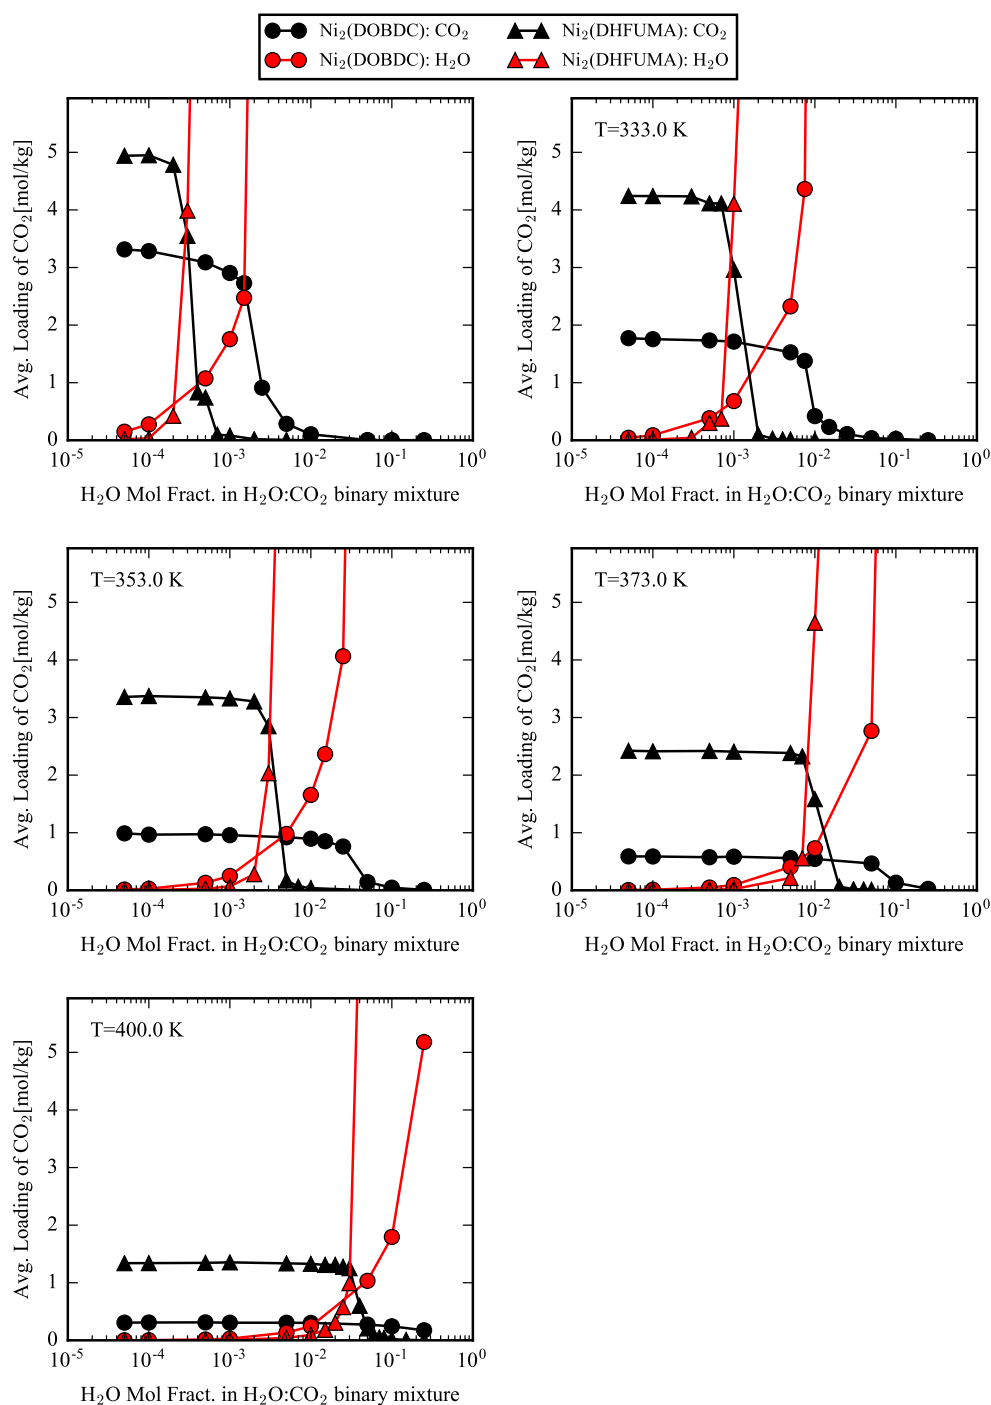 Ni₂(DOBDC): CO₂
Ni₂(DHFUMA): CO₂
Ni₂(DOBDC): H₂O
Ni₂(DHFUMA): H₂O
Avg. Loading of CO₂[mol/kg]
5
4
3
2
1
0
10⁻⁵ 10⁻⁴ 10⁻³ 10⁻² 10⁻¹ 10⁰
H₂O Mol Fract. in H₂O:CO₂ binary mixture
T=333.0 K
Avg. Loading of CO₂[mol/kg]
5
4
3
2
1
0
10⁻⁵ 10⁻⁴ 10⁻³ 10⁻² 10⁻¹ 10⁰
H₂O Mol Fract. in H₂O:CO₂ binary mixture
T=353.0 K
Avg. Loading of CO₂[mol/kg]
5
4
3
2
1
0
10⁻⁵ 10⁻⁴ 10⁻³ 10⁻² 10⁻¹ 10⁰
H₂O Mol Fract. in H₂O:CO₂ binary mixture
T=373.0 K
Avg. Loading of CO₂[mol/kg]
5
4
3
2
1
0
10⁻⁵ 10⁻⁴ 10⁻³ 10⁻² 10⁻¹ 10⁰
H₂O Mol Fract. in H₂O:CO₂ binary mixture
T=400.0 K
Avg. Loading of CO₂[mol/kg]
5
4
3
2
1
0
10⁻⁵ 10⁻⁴ 10⁻³ 10⁻² 10⁻¹ 10⁰
H₂O Mol Fract. in H₂O:CO₂ binary mixture